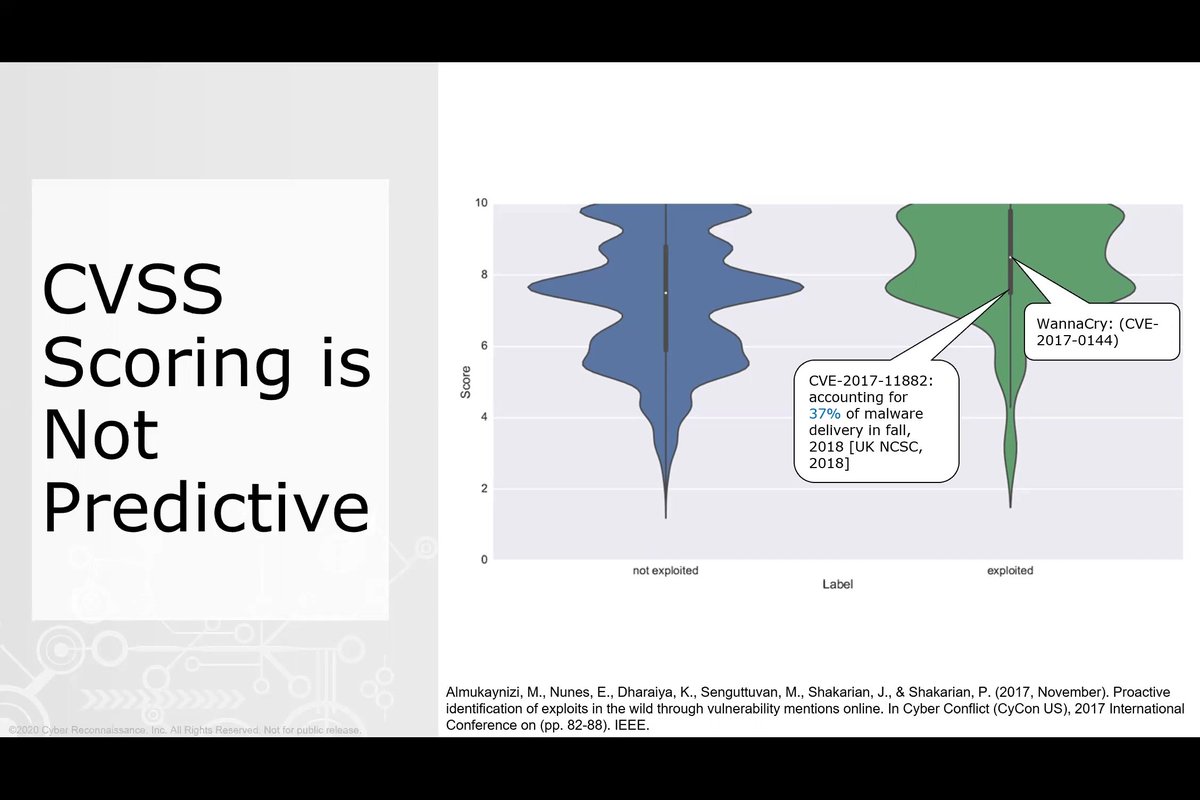 CVSS
Scoring is
Not
Predictive
10
8
6
4
2
0
Score
not exploited
exploited
Label
WannaCry: (CVE-
2017-0144)
CVE-2017-11882:
accounting for
37% of malware
delivery in fall,
2018 [UK NCSC,
2018]
Almukaynizi, M., Nunes, E., Dharaiya, K., Senguttuvan, M., Shakarian, J., & Shakarian, P. (2017, November). Proactive
identification of exploits in the wild through vulnerability mentions online. In Cyber Conflict (CyCon US), 2017 International
Conference on (pp. 82-88). IEEE.
©2020 Cyber Reconnaissance, Inc. All Rights Reserved. Not for public release.